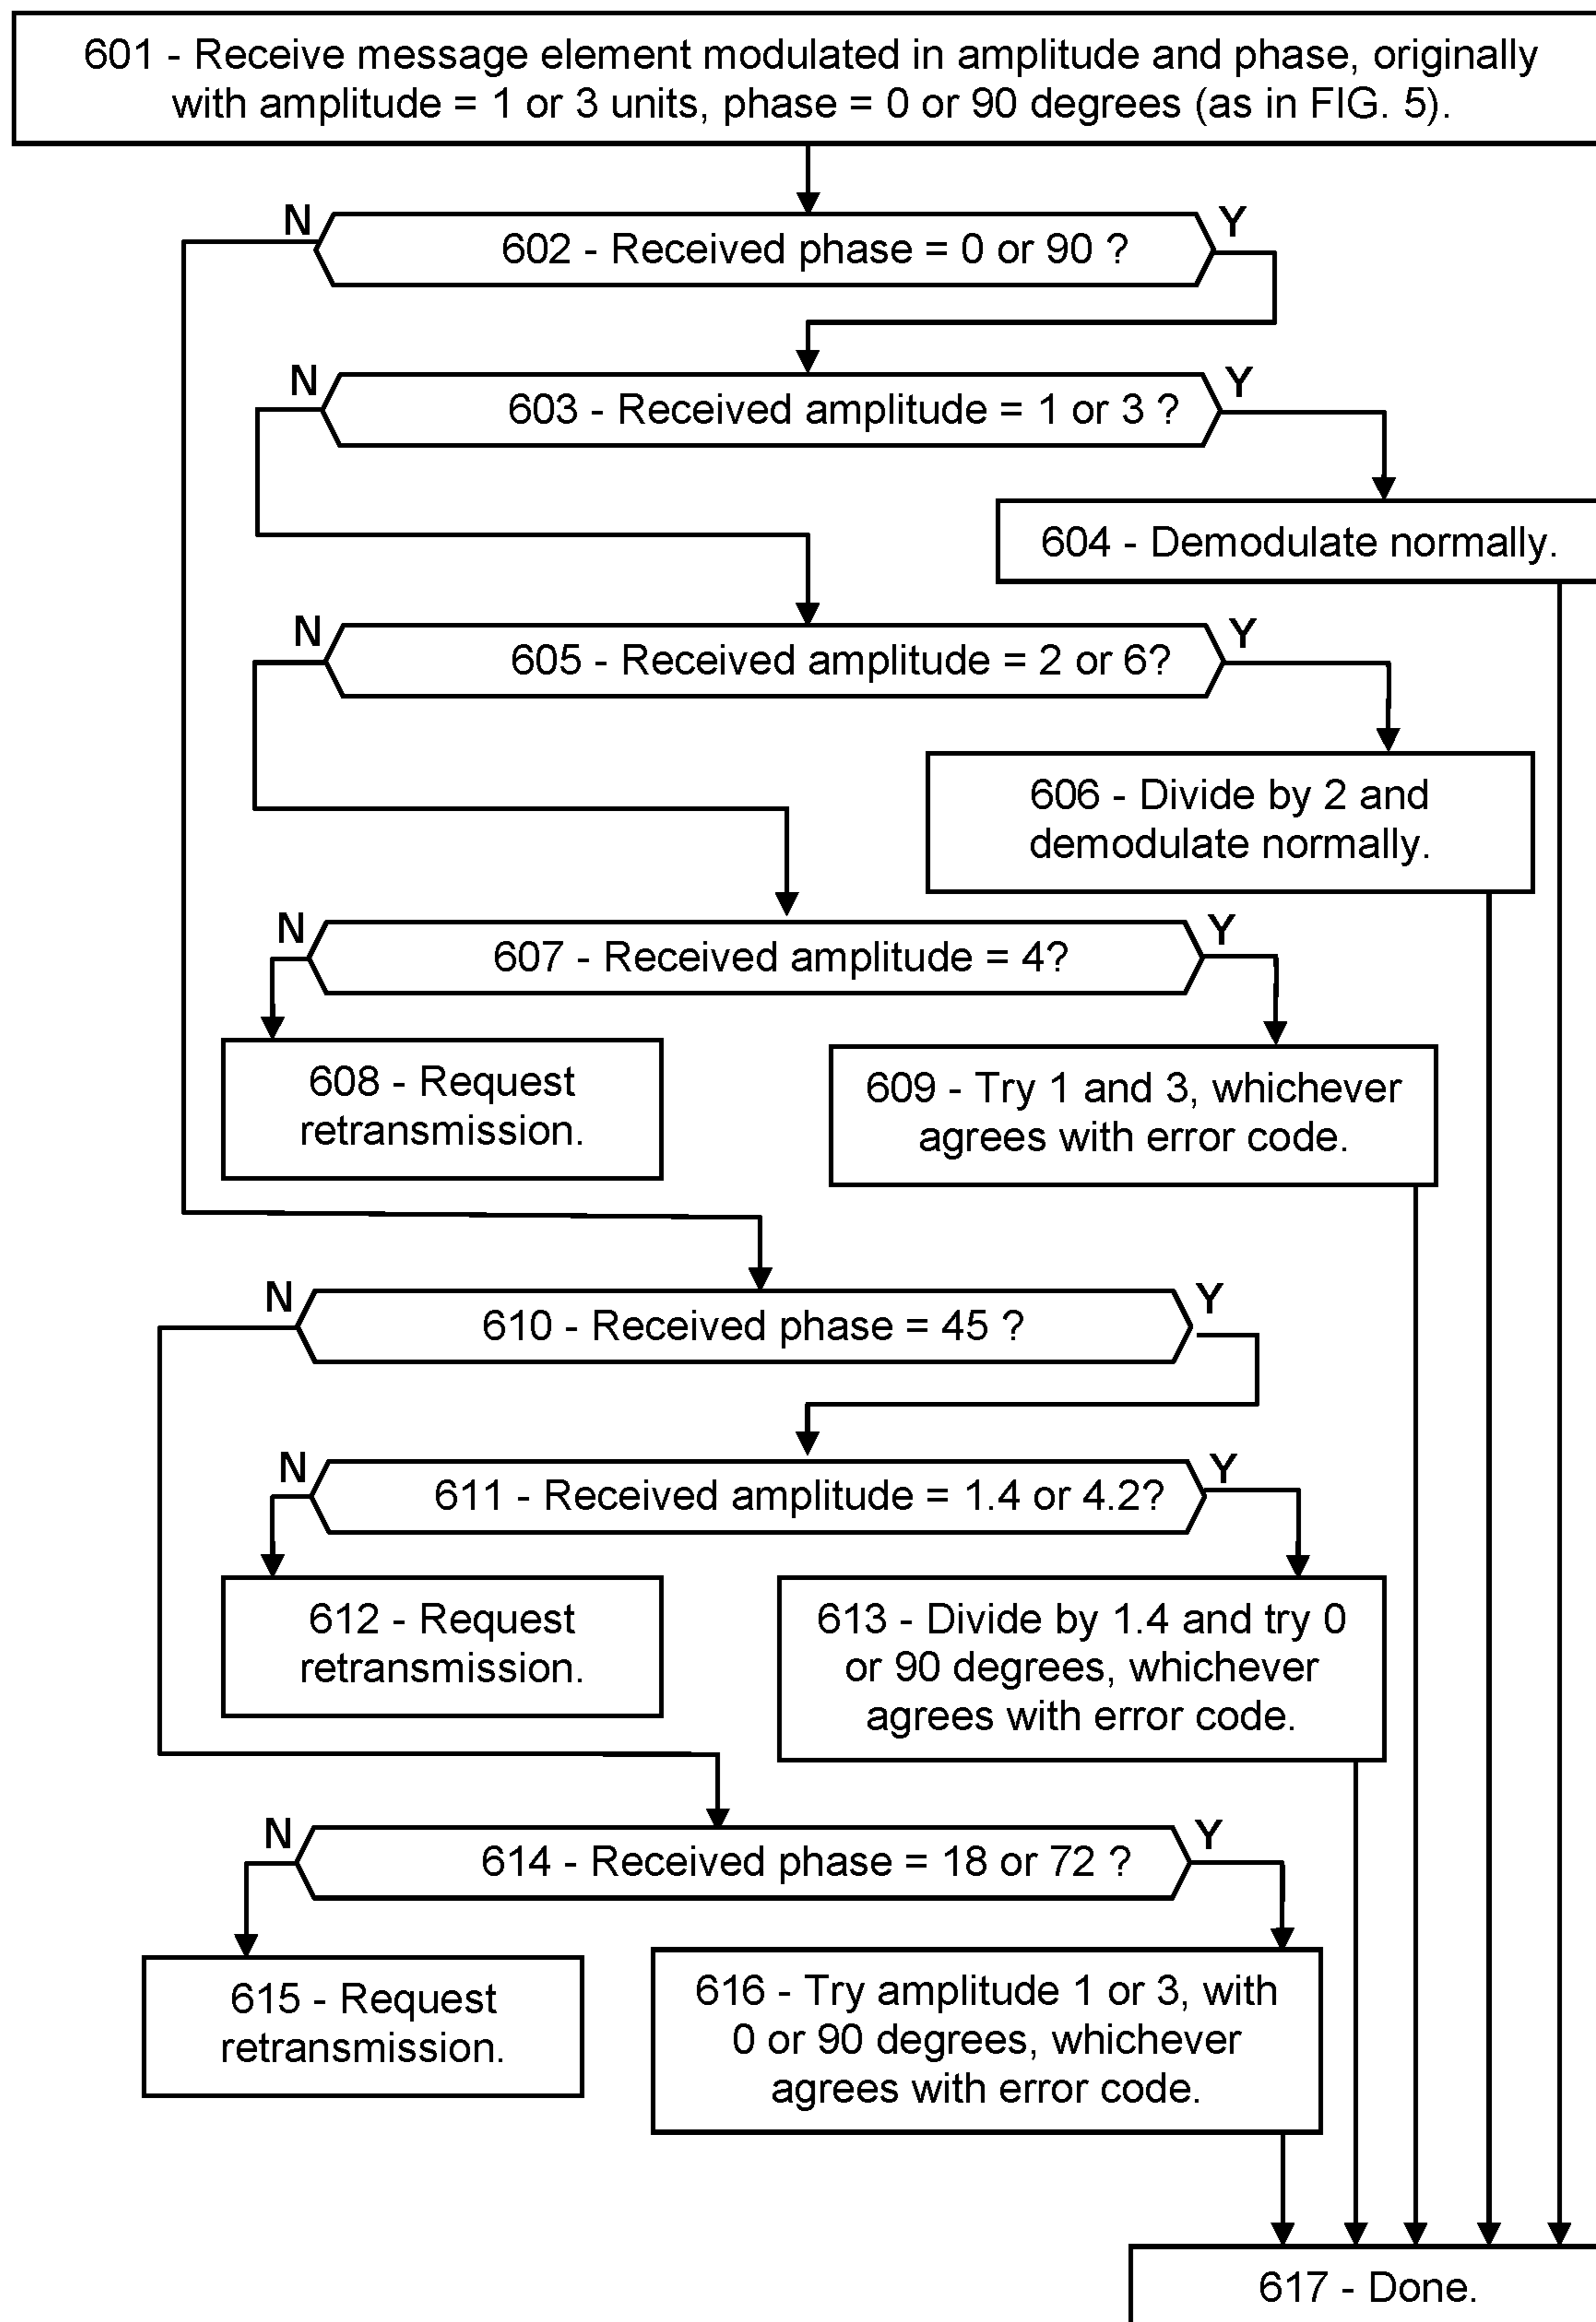 601 - Receive message element modulated in amplitude and phase, originally
with amplitude = 1 or 3 units, phase = 0 or 90 degrees (as in FIG. 5).
N
Y
602 - Received phase = 0 or 90 ?
N
Y
603 - Received amplitude = 1 or 3 ?
604 - Demodulate normally.
N
Y
605 - Received amplitude = 2 or 6?
606 - Divide by 2 and
demodulate normally.
N
Y
607 - Received amplitude = 4?
608 - Request
retransmission.
609 - Try 1 and 3, whichever
agrees with error code.
N
Y
610 - Received phase = 45 ?
N
Y
611 - Received amplitude = 1.4 or 4.2?
612 - Request
retransmission.
613 - Divide by 1.4 and try 0
or 90 degrees, whichever
agrees with error code.
N
Y
614 - Received phase = 18 or 72 ?
615 - Request
retransmission.
616 - Try amplitude 1 or 3, with
0 or 90 degrees, whichever
agrees with error code.
617 - Done.